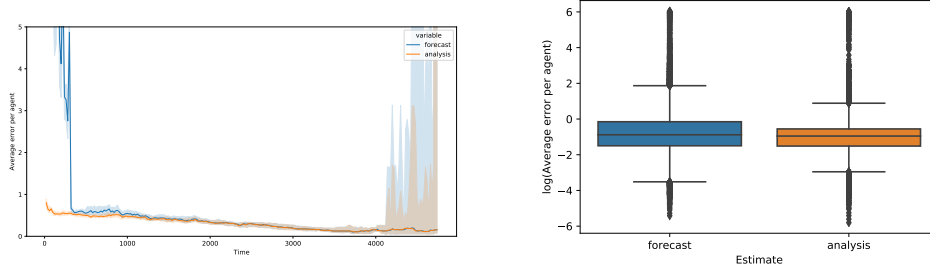 5
4
3
2
1
0
0
1000
2000
3000
4000
Time
Average error per agent
variable
forecast
analysis
6
4
2
0
−2
−4
−6
log(Average error per agent)
forecast
analysis
Estimate